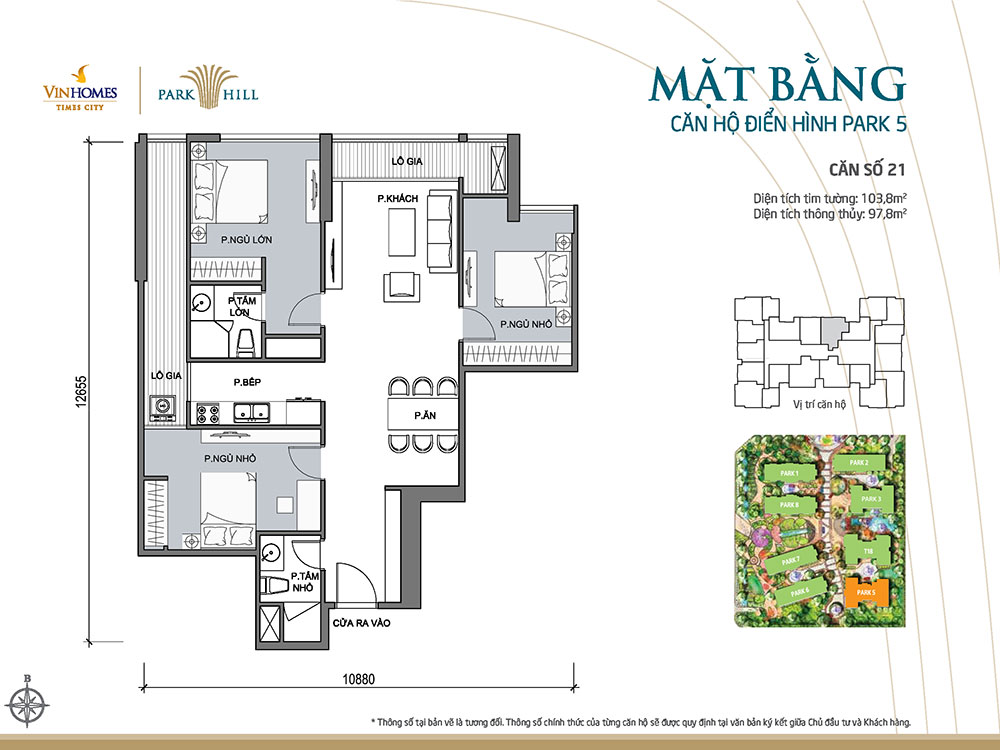 VINHOMES
TIMES CITY
PARK HILL
MẶT BẰNG
CĂN HỘ ĐIỂN HÌNH PARK 5
CĂN SỐ 21
Diện tích tim tường: 103,8m²
Diện tích thông thủy: 97,8m²
LÔ GIA
P.KHÁCH
P.NGỦ LỚN
P.TẮM
LỚN
P.NGỦ NHỎ
LÔ GIA
P.BẾP
P.ĂN
P.NGỦ NHỎ
P.TẮM
NHỎ
CỬA RA VÀO
12655
10880
Vị trí căn hộ
PARK 1
PARK 2
PARK 8
PARK 3
PARK 7
T18
PARK 6
PARK 5
B
* Thông số tại bản vẽ là tương đối. Thông số chính thức của từng căn hộ sẽ được quy định tại văn bản ký kết giữa Chủ đầu tư và Khách hàng.